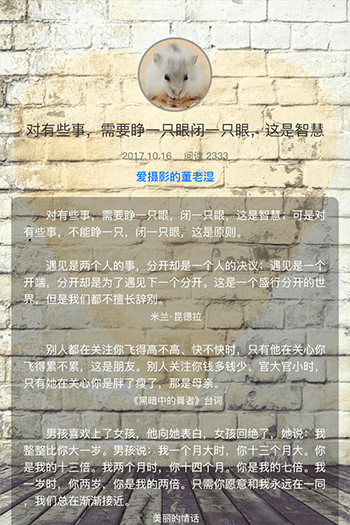 对有些事，需要睁一只眼闭一只眼，这是智慧
2017.10.16 阅读 2333
爱摄影的董老湿
对有些事，需要睁一只眼，闭一只眼，这是智慧；可是对
有些事，不能睁一只，闭一只眼，这是原则。
遇见是两个人的事，分开却是一个人的决议；遇见是一个
开端，分开却是为了遇见下一个分开。这是一个盛行分开的世
界，但是我们都不擅长辞别。
米兰·昆德拉
别人都在关注你飞得高不高、快不快时，只有他在关心你
飞得累不累，这是朋友。别人关注你钱多钱少。官大官小时，
只有她在关心你是胖了瘦了，那是母亲。
《黑暗中的舞者》台词
男孩喜欢上了女孩，他向她表白，女孩回绝了，她说：我
整整比你大一岁。男孩说：我一个月大时，你十三个月大。你
是我的十三倍。我两个月时，你十四个月。你是我的七倍。我
一岁时，你两岁，你是我的两倍。只需你愿意和我永远在一同
，我们总在渐渐接近。
美丽的情话